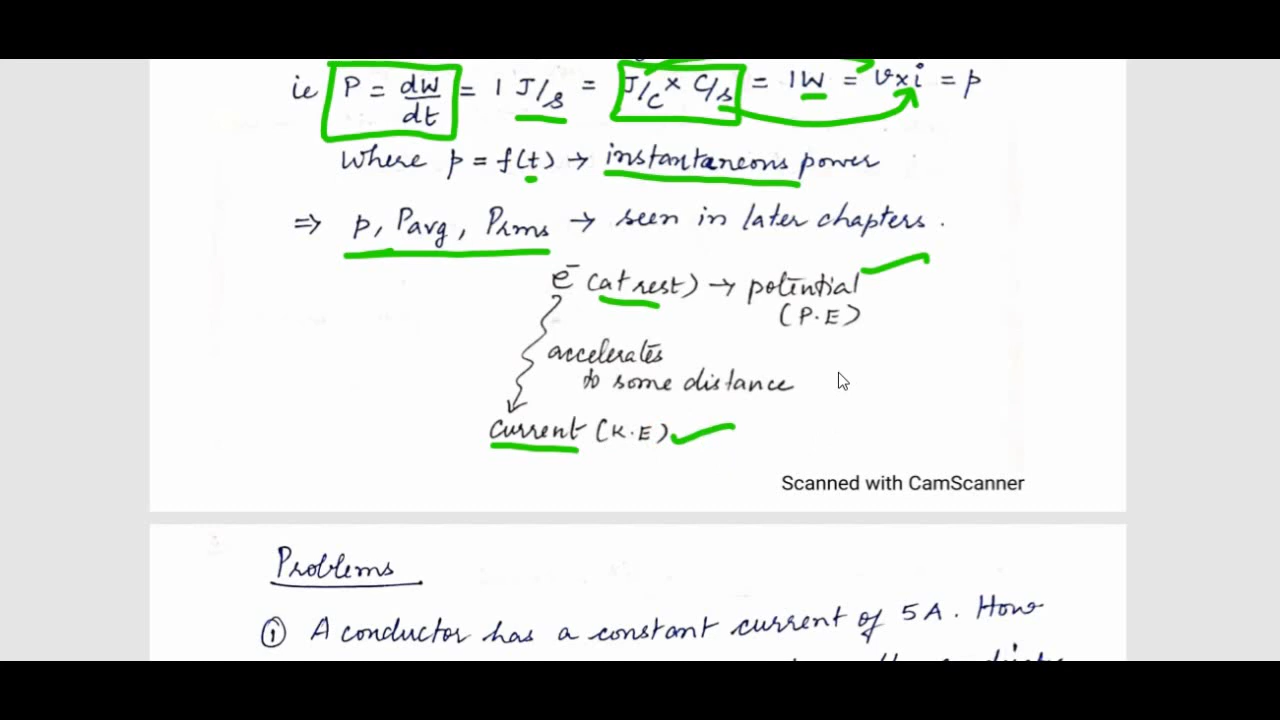 ie P = dW/dt = 1 J/s = J/C × C/s = 1W = v×i = p
Where p = f(t) → instantaneous power
⇒ p, Pavg, Prms → seen in later chapters.
e⁻ (at rest) → potential
(P.E)
accelerates
to some distance
current (K.E)
Scanned with CamScanner
Problems
① A conductor has a constant current of 5A. How